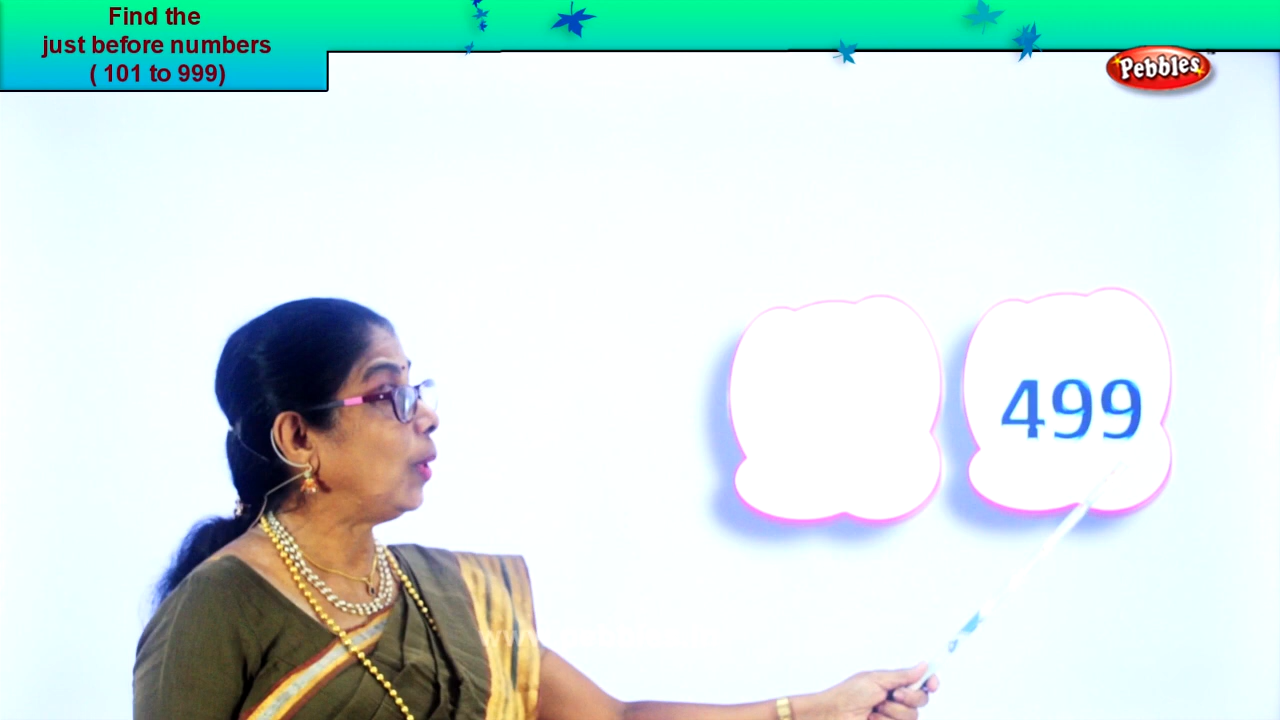 Find the
just before numbers
( 101 to 999)
Pebbles
499